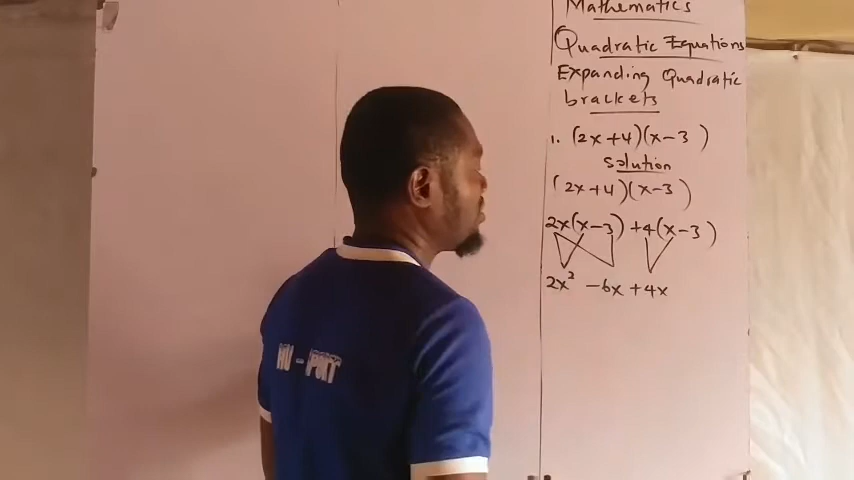 Mathematics
Quadratic Equations
Expanding Quadratic
brackets
1. (2x+4)(x-3)
Solution
(2x+4)(x-3)
2x(x-3)+4(x-3)
2x² -6x +4x